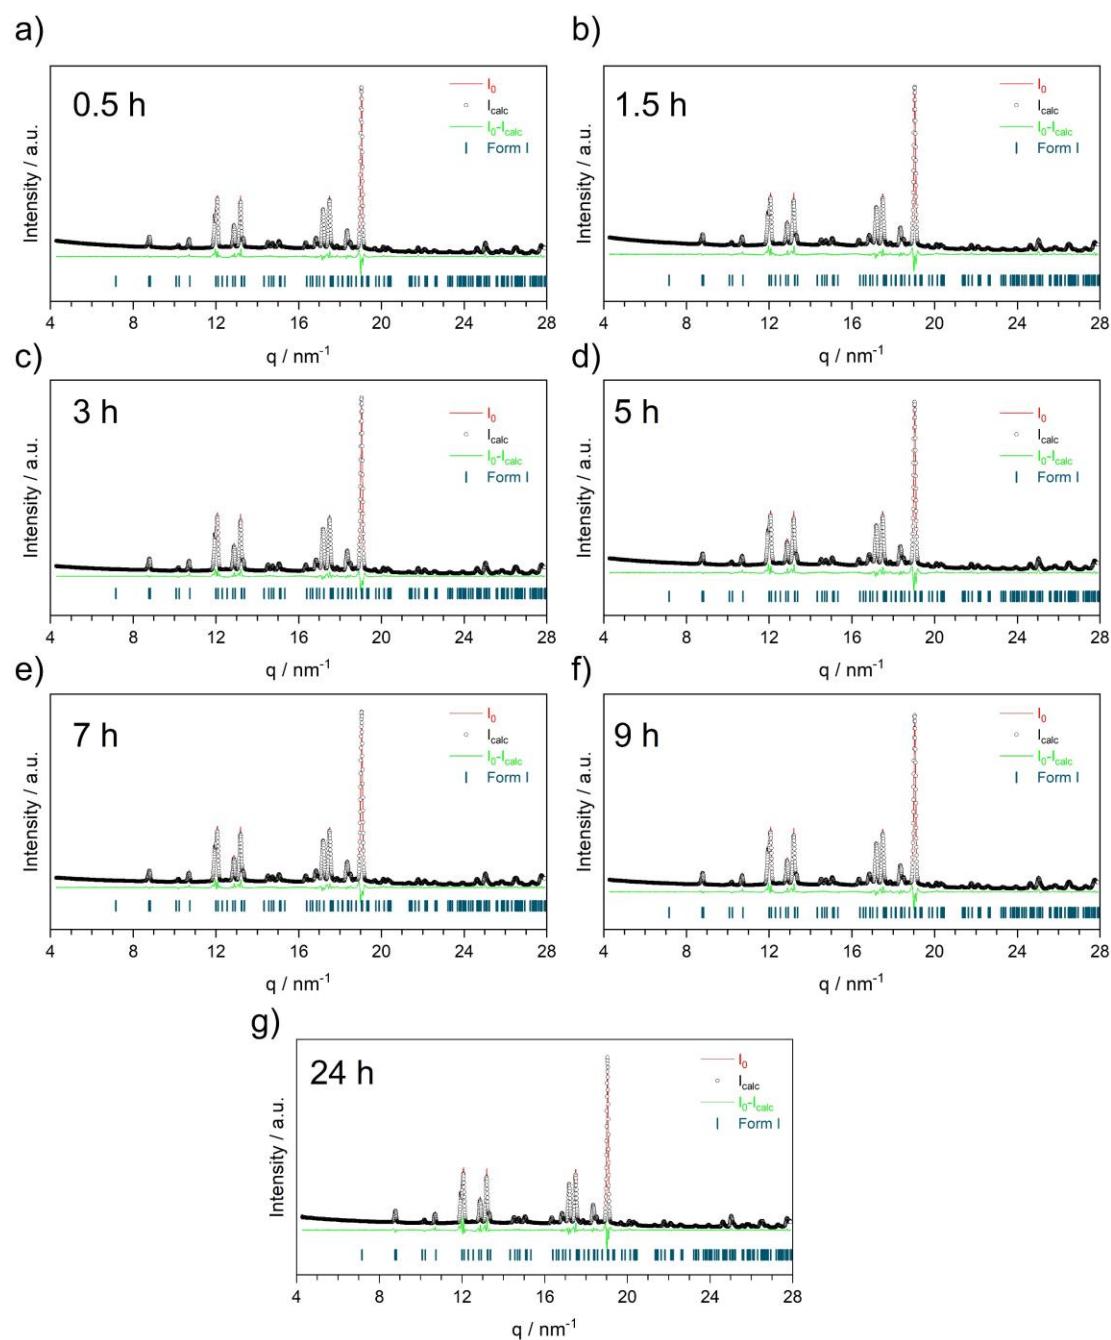 a)
0.5 h
I0
Icalc
I0-Icalc
Form I
Intensity / a.u.
4 8 12 16 20 24 28
q / nm-1
b)
1.5 h
I0
Icalc
I0-Icalc
Form I
Intensity / a.u.
4 8 12 16 20 24 28
q / nm-1
c)
3 h
I0
Icalc
I0-Icalc
Form I
Intensity / a.u.
4 8 12 16 20 24 28
q / nm-1
d)
5 h
I0
Icalc
I0-Icalc
Form I
Intensity / a.u.
4 8 12 16 20 24 28
q / nm-1
e)
7 h
I0
Icalc
I0-Icalc
Form I
Intensity / a.u.
4 8 12 16 20 24 28
q / nm-1
f)
9 h
I0
Icalc
I0-Icalc
Form I
Intensity / a.u.
4 8 12 16 20 24 28
q / nm-1
g)
24 h
I0
Icalc
I0-Icalc
Form I
Intensity / a.u.
4 8 12 16 20 24 28
q / nm-1